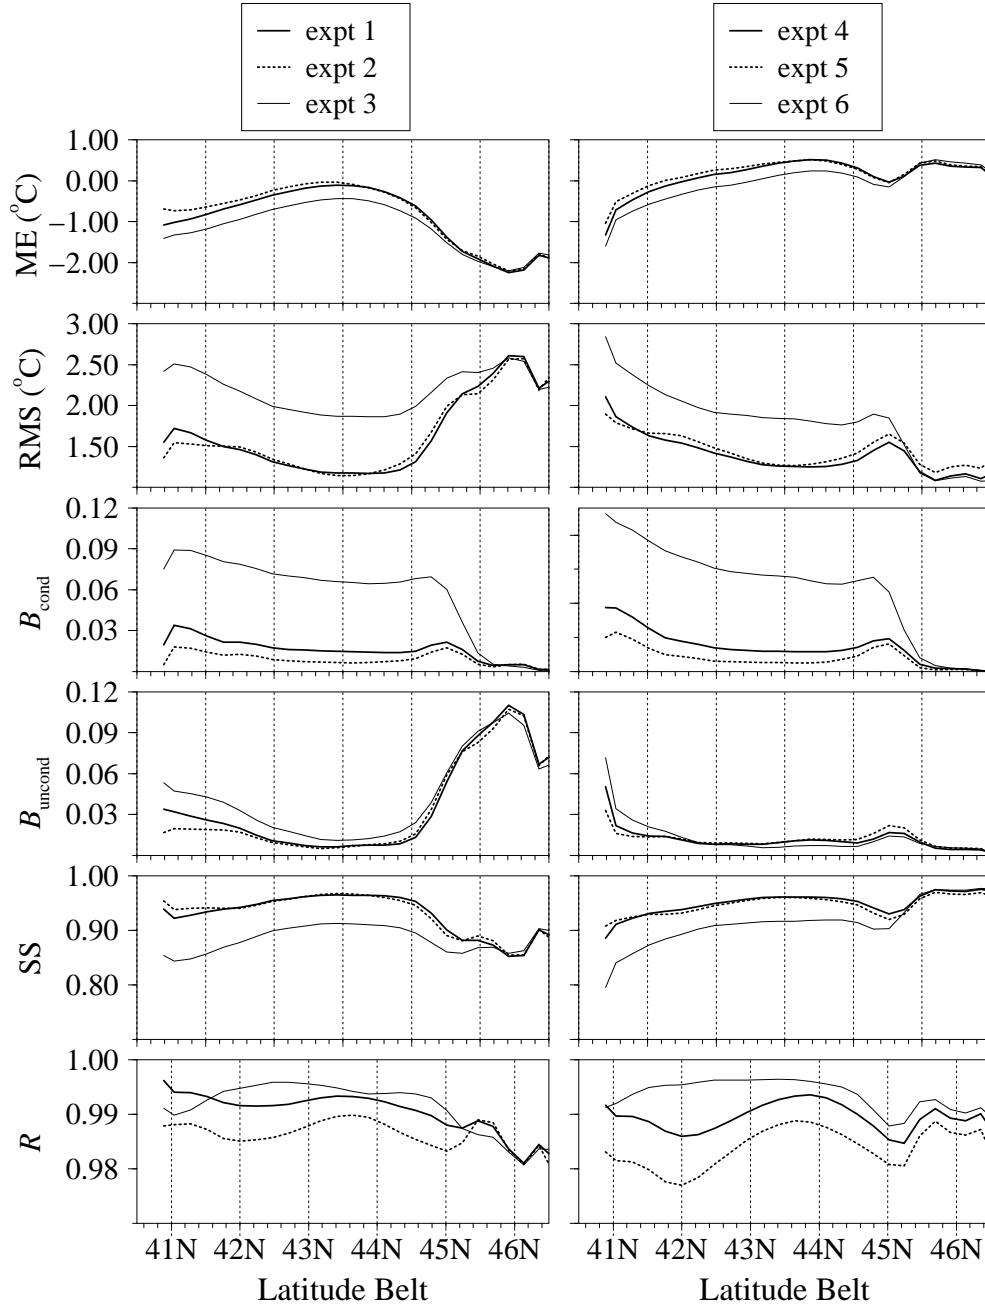 expt 1
expt 2
expt 3
expt 4
expt 5
expt 6
ME (°C)
1.00
0.00
−1.00
−2.00
RMS (°C)
3.00
2.50
2.00
1.50
B cond
0.12
0.09
0.06
0.03
B uncond
0.12
0.09
0.06
0.03
SS
1.00
0.90
0.80
R
1.00
0.99
0.98
41N 42N 43N 44N 45N 46N
41N 42N 43N 44N 45N 46N
Latitude Belt
Latitude Belt